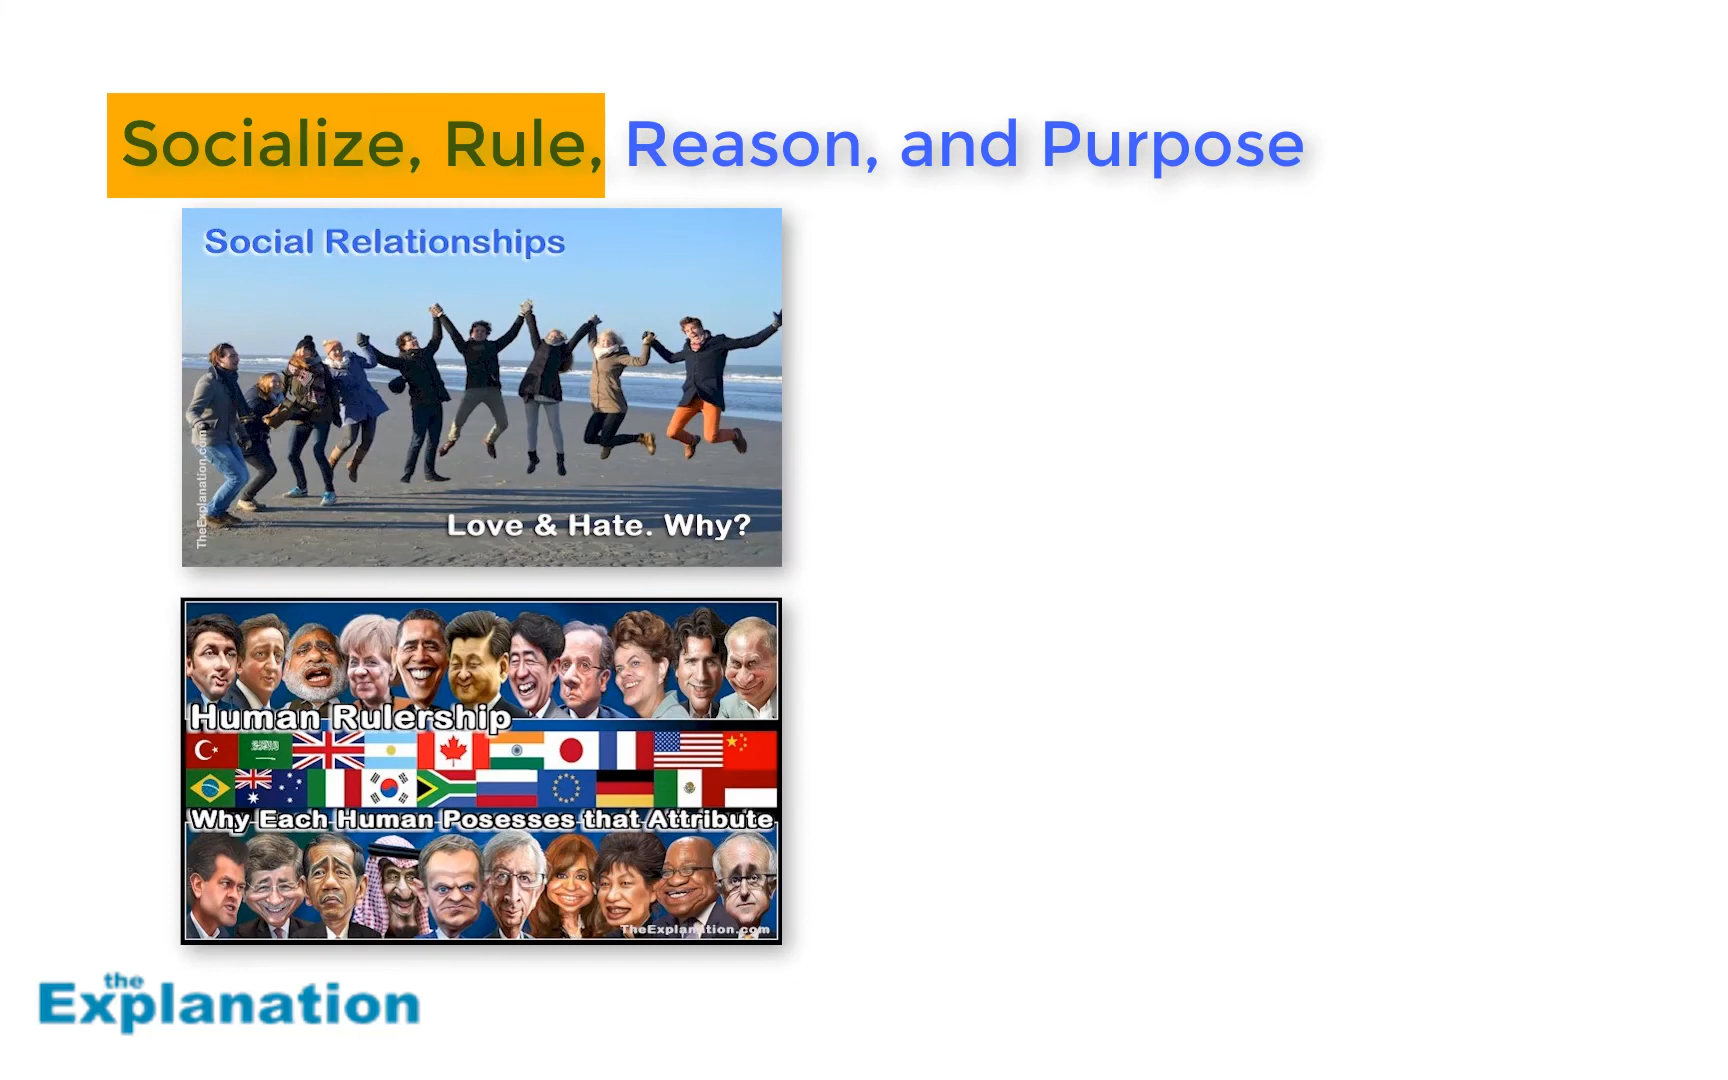 Socialize, Rule, Reason, and Purpose
Social Relationships
TheExplanation.com
Love & Hate. Why?
Human Rulership
Why Each Human Posesses that Attribute
TheExplanation.com
the
Explanation